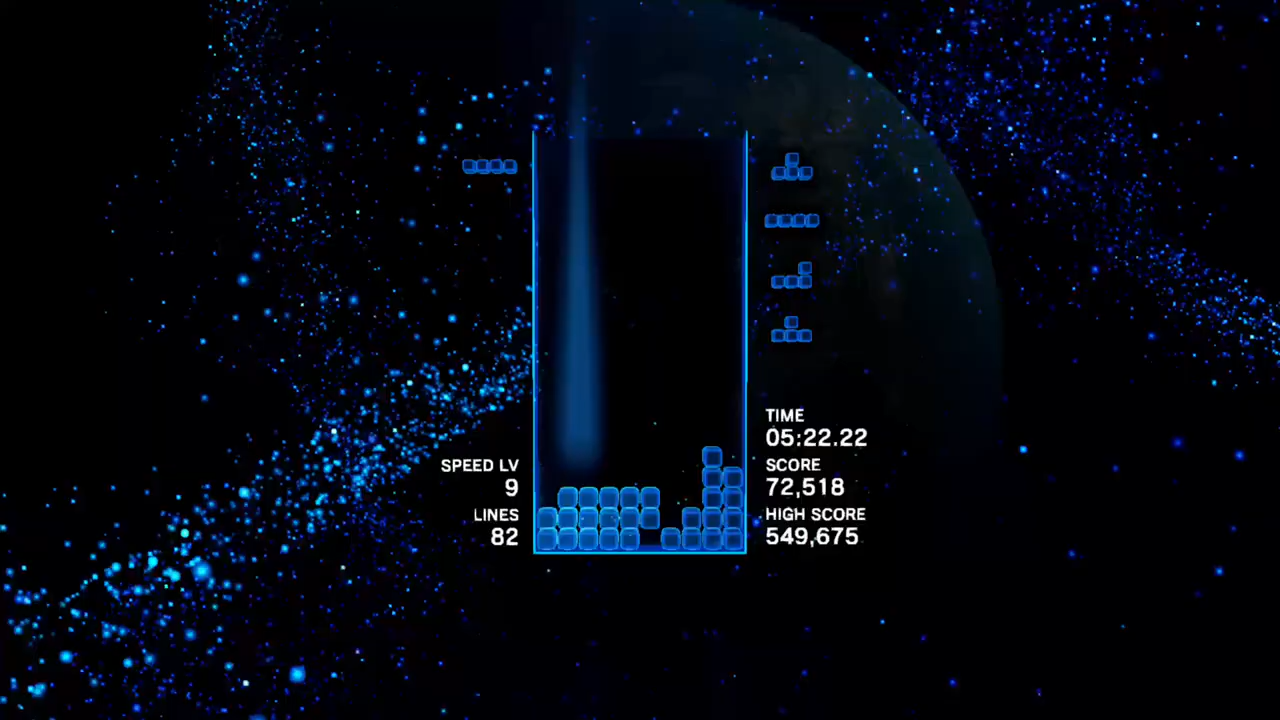 SPEED LV
9
LINES
82
TIME
05:22.22
SCORE
72,518
HIGH SCORE
549,675